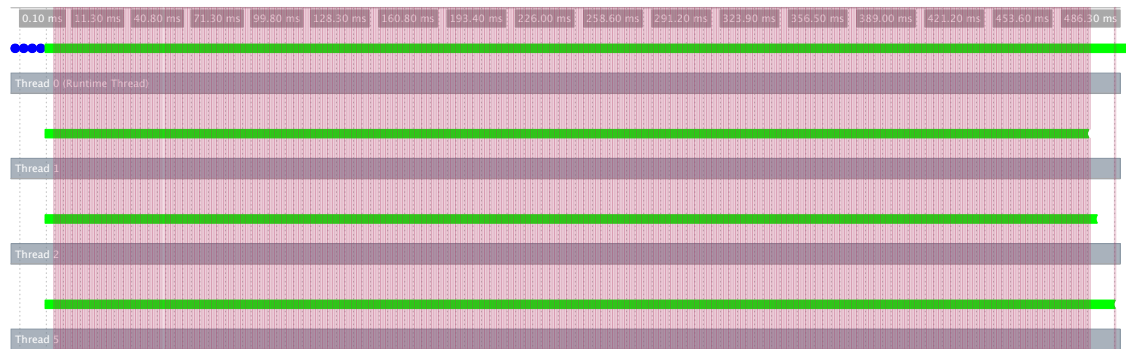 0.10 ms 11.30 ms 40.80 ms 71.30 ms 99.80 ms 128.30 ms 160.80 ms 193.40 ms 226.00 ms 258.60 ms 291.20 ms 323.90 ms 356.50 ms 389.00 ms 421.20 ms 453.60 ms 486.30 ms
Thread 0 (Runtime Thread)
Thread 1
Thread 2
Thread 5